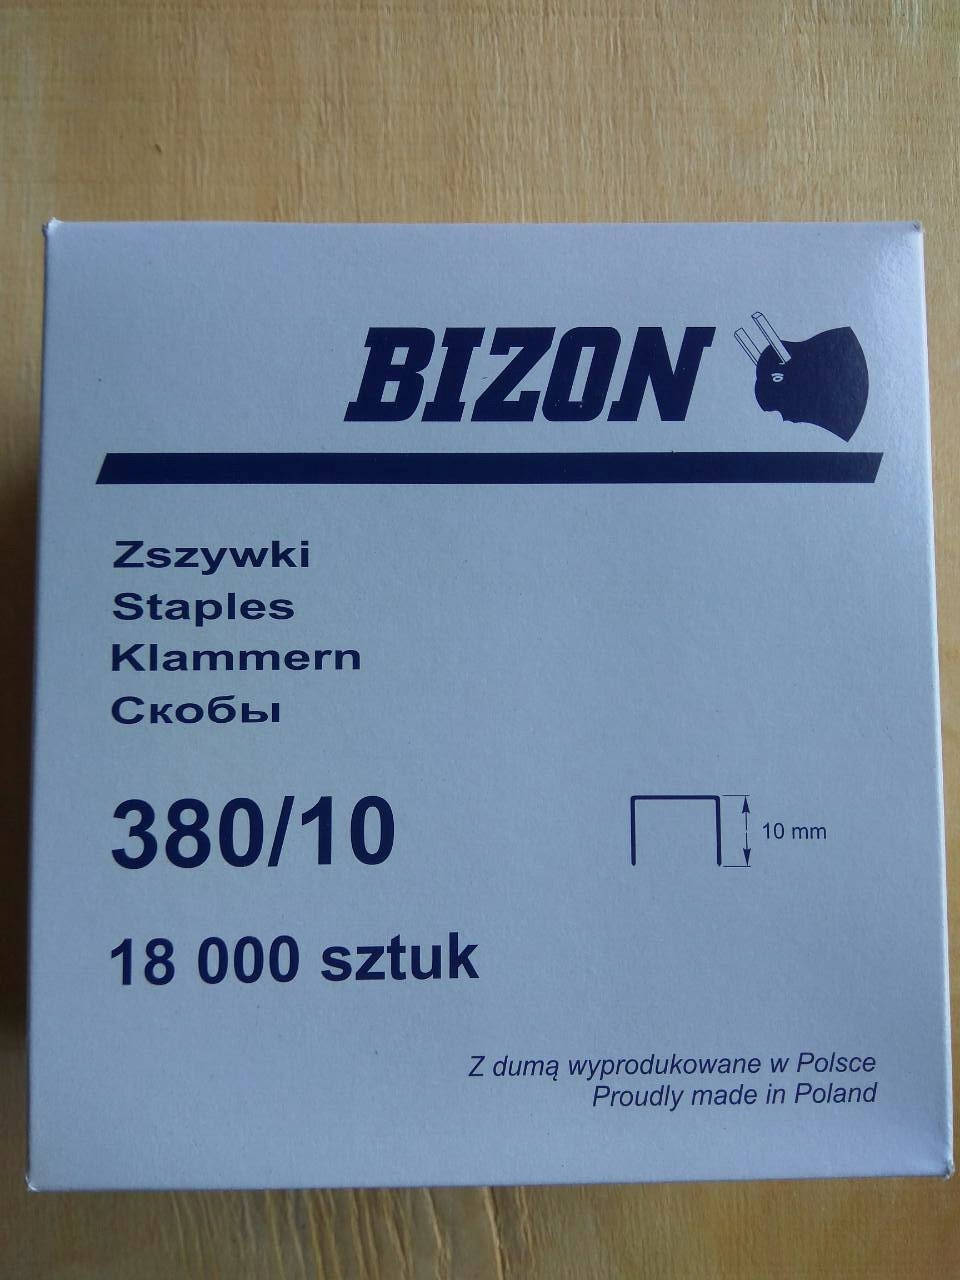 BIZON
Zszywki
Staples
Klammern
Скобы
380/10
10 mm
18 000 sztuk
Z dumą wyprodukowane w Polsce
Proudly made in Poland